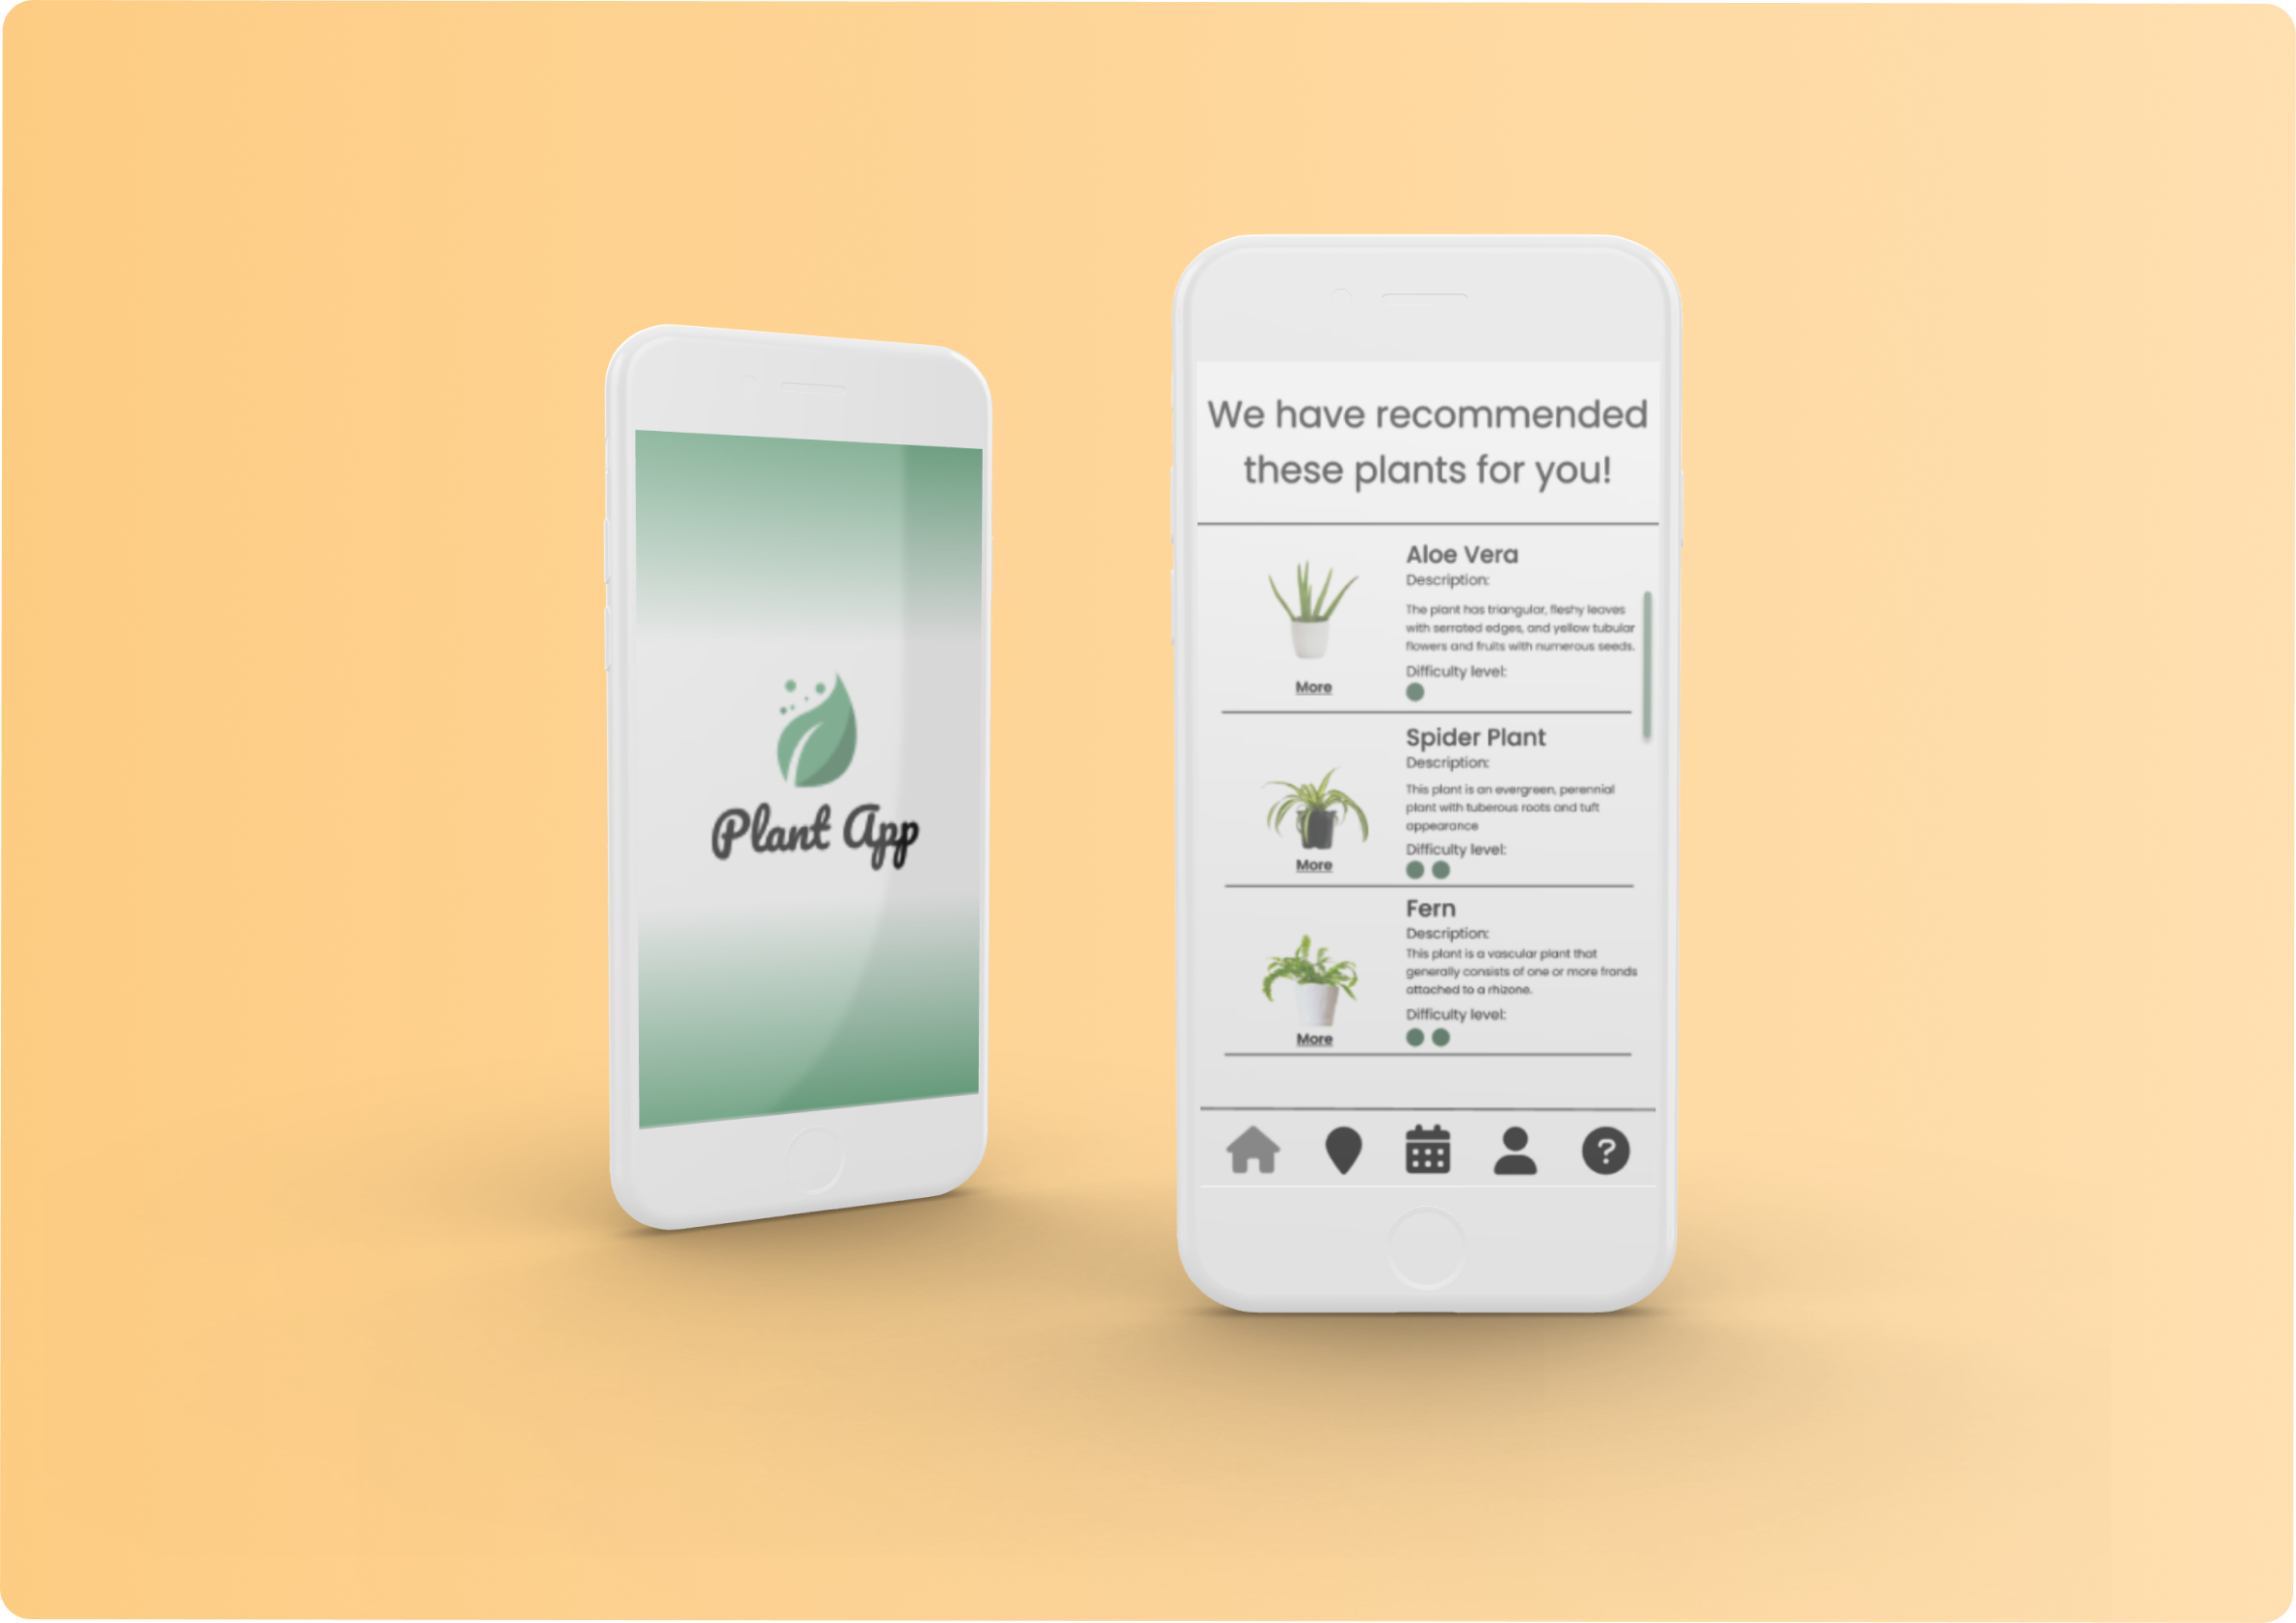 Plant App
We have recommended
these plants for you!
Aloe Vera
Description:
The plant has triangular, fleshy leaves
with serrated edges, and yellow tubular
flowers and fruits with numerous seeds.
Difficulty level:
More
Spider Plant
Description:
This plant is an evergreen, perennial
plant with tuberous roots and tuft
appearance
Difficulty level:
More
Fern
Description:
This plant is a vascular plant that
generally consists of one or more fronds
attached to a rhizone.
Difficulty level:
More
?